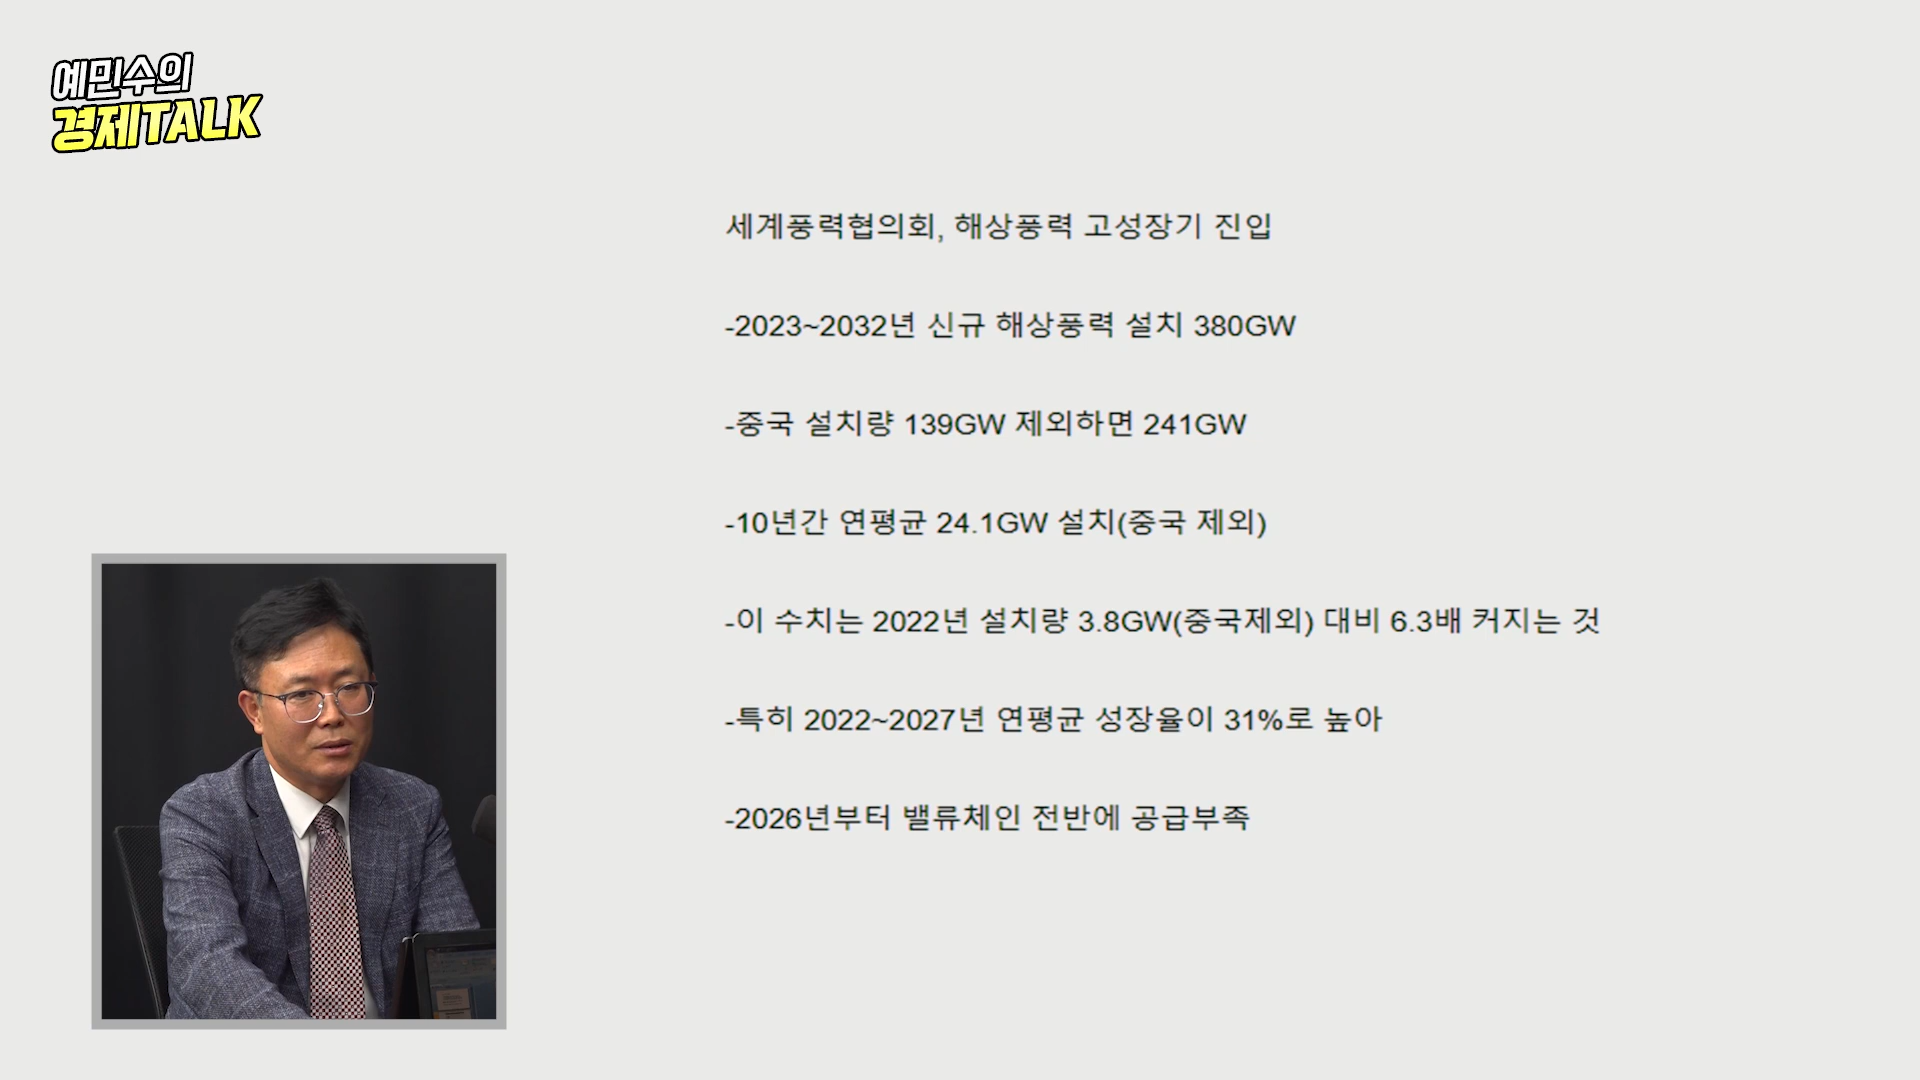 예민수의
경제TALK
세계풍력협의회, 해상풍력 고성장기 진입
-2023~2032년 신규 해상풍력 설치 380GW
-중국 설치량 139GW 제외하면 241GW
-10년간 연평균 24.1GW 설치(중국 제외)
-이 수치는 2022년 설치량 3.8GW(중국제외) 대비 6.3배 커지는 것
-특히 2022~2027년 연평균 성장율이 31%로 높아
-2026년부터 밸류체인 전반에 공급부족